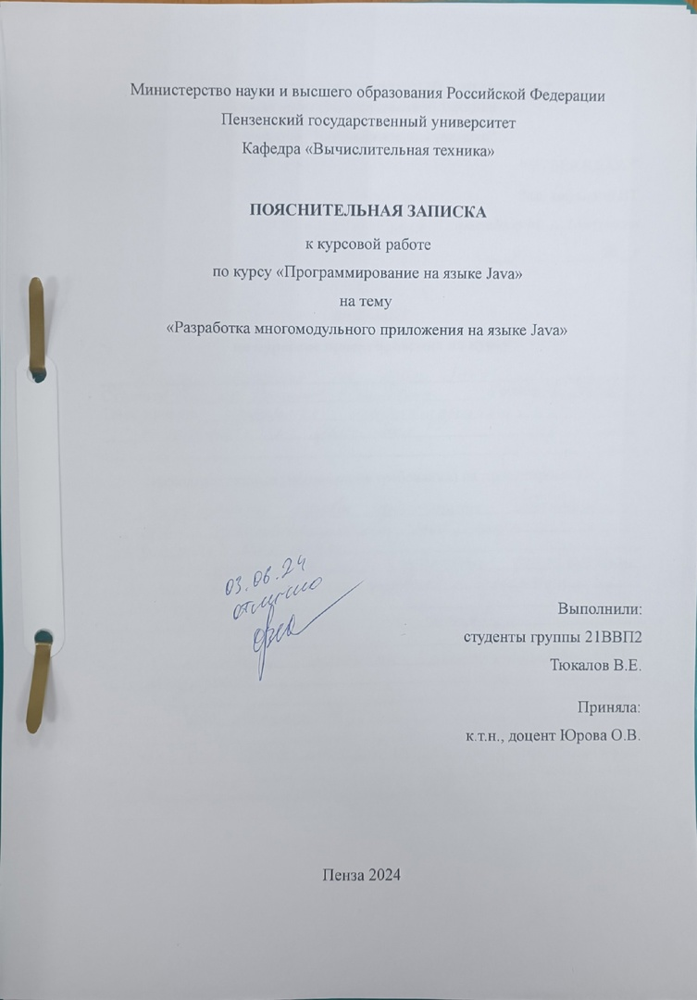 Министерство науки и высшего образования Российской Федерации
Пензенский государственный университет
Кафедра «Вычислительная техника»
ПОЯСНИТЕЛЬНАЯ ЗАПИСКА
к курсовой работе
по курсу «Программирование на языке Java»
на тему
«Разработка многомодульного приложения на языке Java»
03.06.24
отлично
Выполнили:
студенты группы 21ВВП2
Тюкалов В.Е.
Приняла:
к.т.н., доцент Юрова О.В.
Пенза 2024